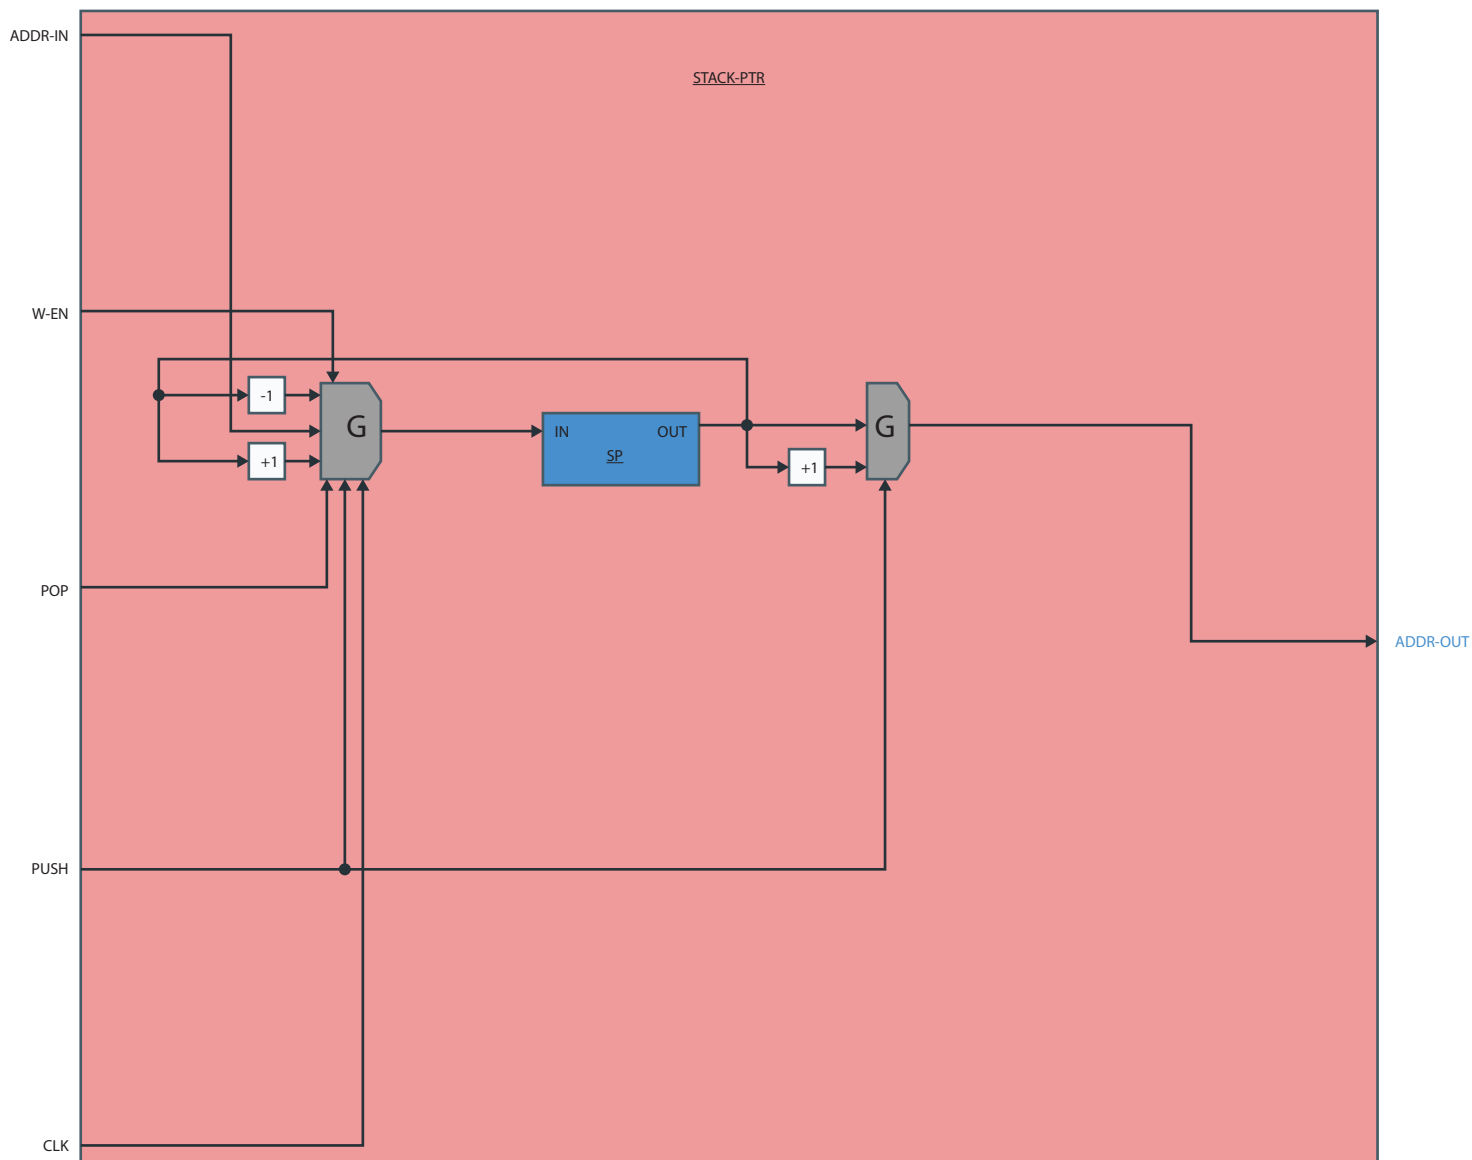 ADDR-IN
STACK-PTR
W-EN
-1
G
G
IN
OUT
SP
+1
+1
POP
ADDR-OUT
PUSH
CLK